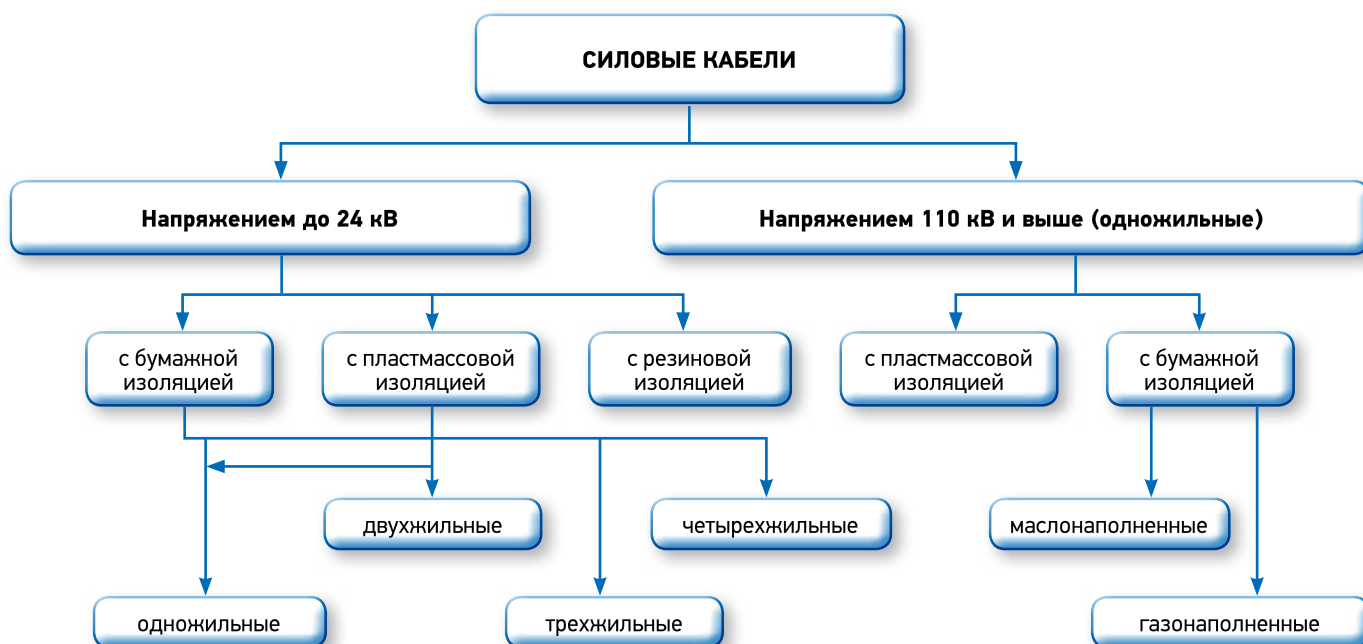 СИЛОВЫЕ КАБЕЛИ
Напряжением до 24 кВ
Напряжением 110 кВ и выше (одножильные)
с бумажной
изоляцией
с пластмассовой
изоляцией
с резиновой
изоляцией
с пластмассовой
изоляцией
с бумажной
изоляцией
двухжильные
четырехжильные
маслонаполненные
одножильные
трехжильные
газонаполненные